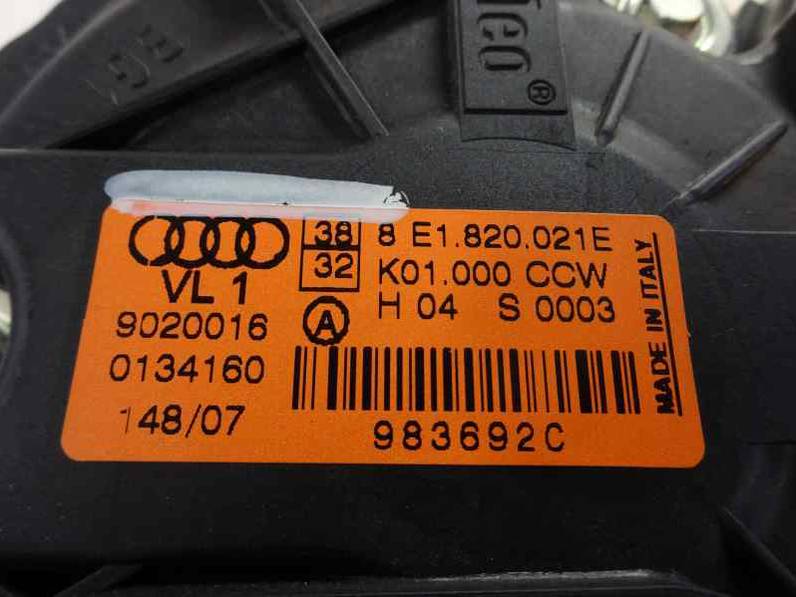 leo ®
38 8 E1.820.021E
32 K01.000 CCW
VL 1
H 04 S 0003
A
9020016
0134160
148/07
983692C
MADE IN ITALY